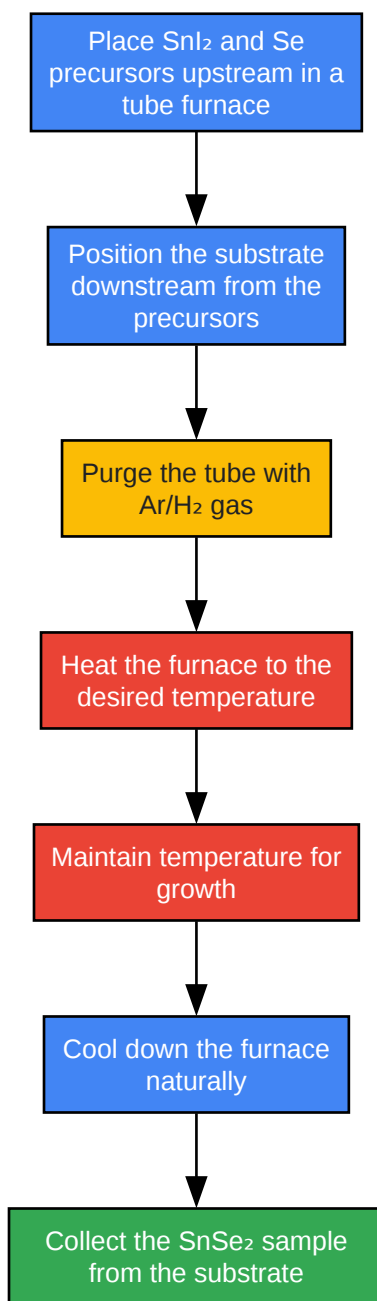 Place SnI₂ and Se
precursors upstream in a
tube furnace
Position the substrate
downstream from the
precursors
Purge the tube with
Ar/H₂ gas
Heat the furnace to the
desired temperature
Maintain temperature for
growth
Cool down the furnace
naturally
Collect the SnSe₂ sample
from the substrate